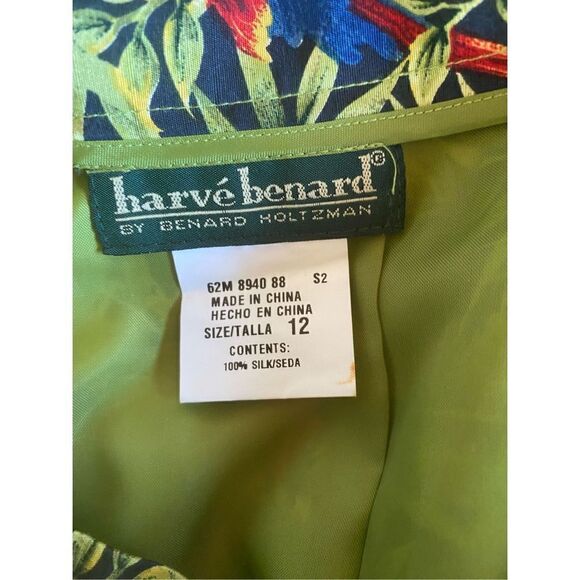 harvé benard®
BY BENARD HOLTZMAN
62M 8940 88 S2
MADE IN CHINA
HECHO EN CHINA
SIZE/TALLA 12
CONTENTS:
100% SILK/SEDA